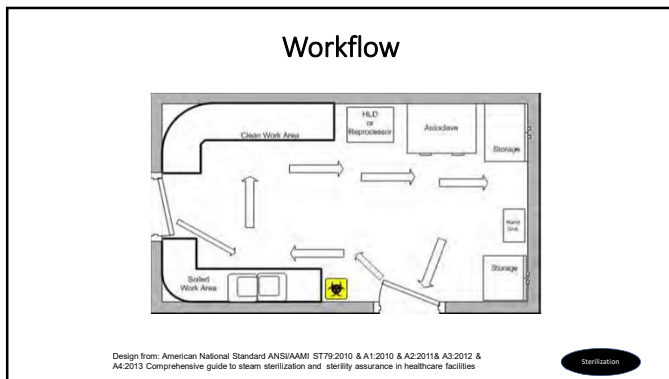 Workflow
HLD
or
Reprocessor
Autoclave
Clean Work Area
Storage
Hand
Sink
Soiled
Work Area
Storage
Design from: American National Standard ANSI/AAMI ST79:2010 & A1:2010 & A2:2011& A3:2012 &
A4:2013 Comprehensive guide to steam sterilization and sterility assurance in healthcare facilities
Sterilization